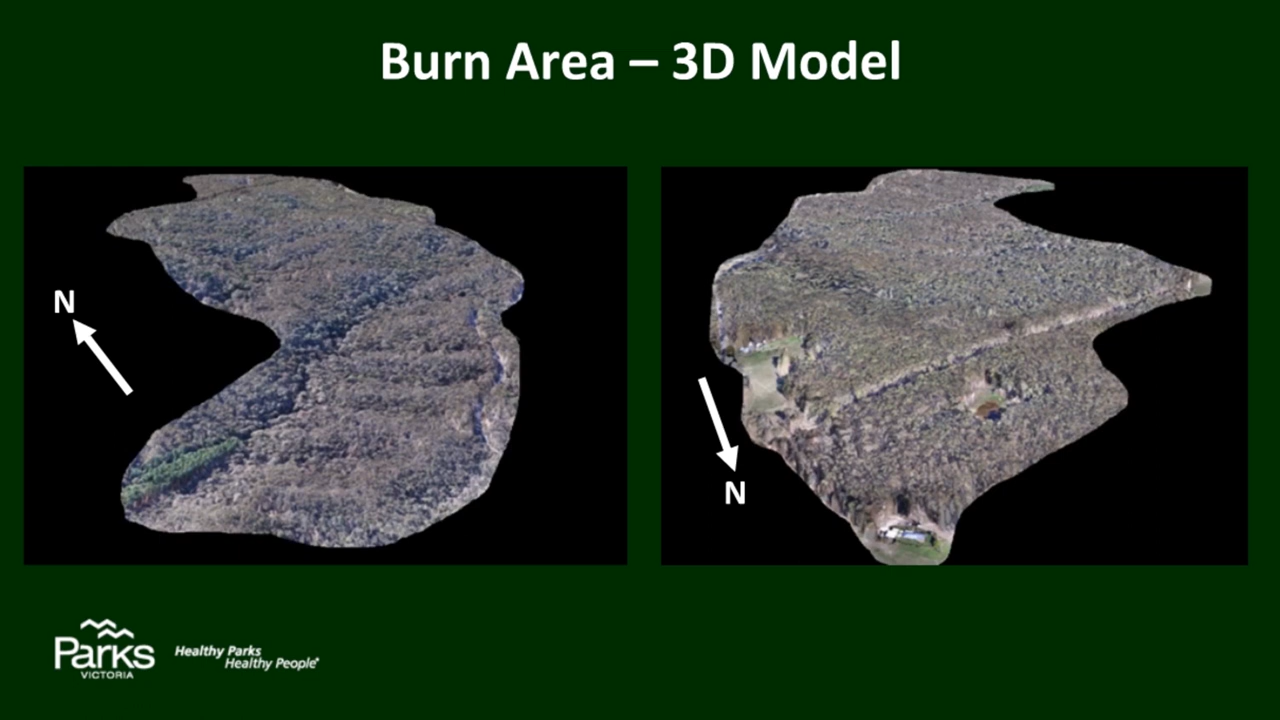 Burn Area – 3D Model
N
N
Parks
VICTORIA
Healthy Parks
Healthy People®